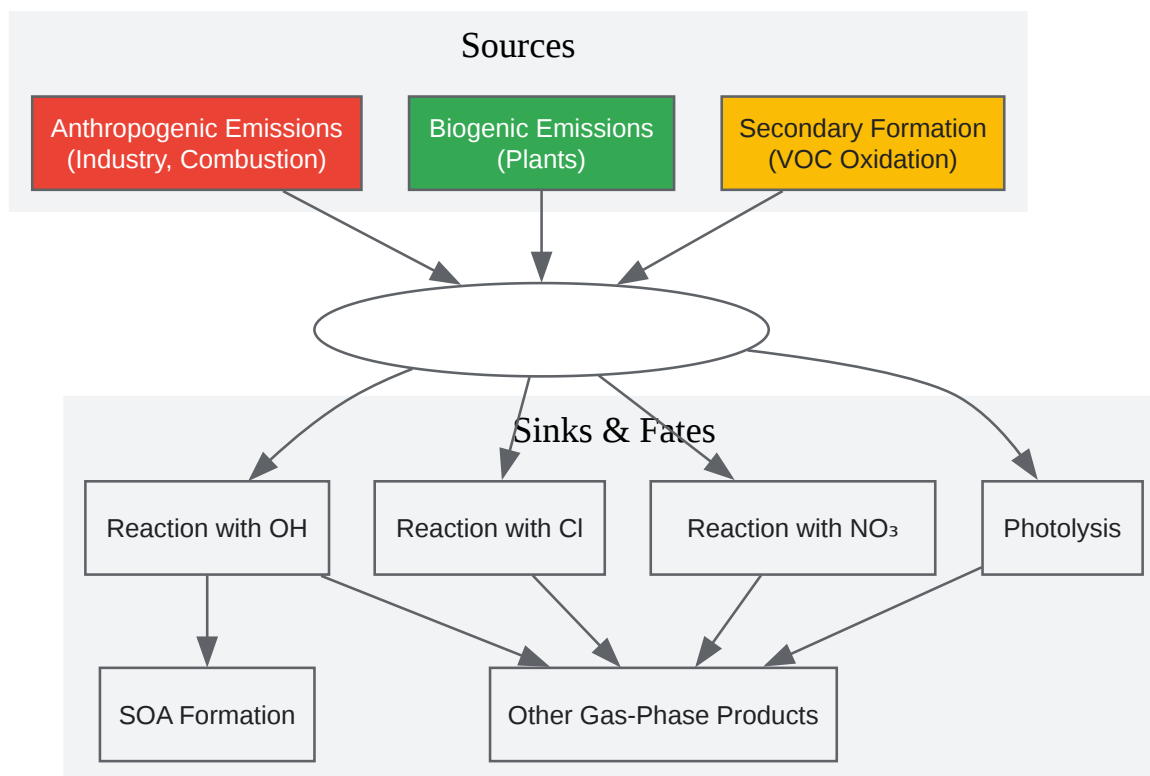 Sources
Anthropogenic Emissions
(Industry, Combustion)
Biogenic Emissions
(Plants)
Secondary Formation
(VOC Oxidation)
Sinks & Fates
Reaction with OH
Reaction with Cl
Reaction with NO₃
Photolysis
SOA Formation
Other Gas-Phase Products